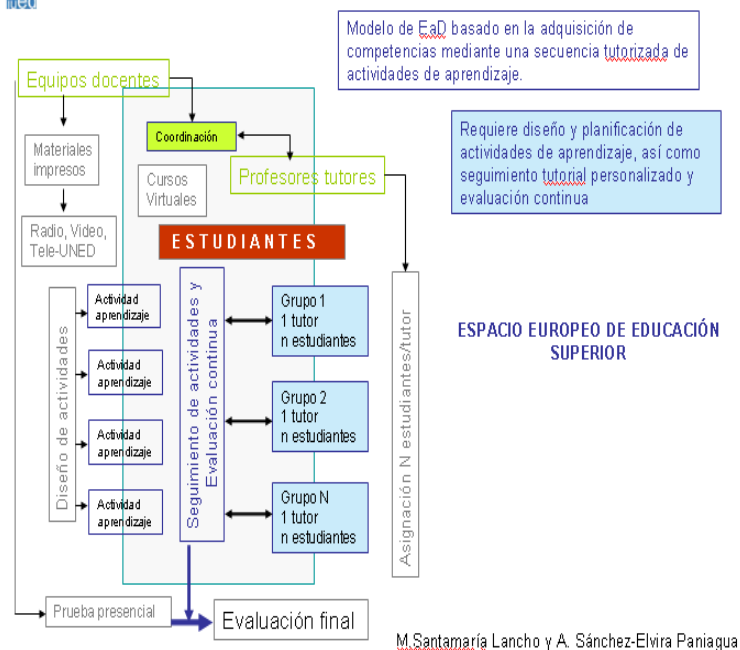 iued
Modelo de EaD basado en la adquisición de
competencias mediante una secuencia tutorizada de
actividades de aprendizaje.
Equipos docentes
Coordinación
Requiere diseño y planificación de
actividades de aprendizaje, así como
seguimiento tutorial personalizado y
evaluación continua
Materiales
impresos
Cursos
Virtuales
Profesores tutores
Radio, Video,
Tele-UNED
ESTUDIANTES
Diseño de actividades
Actividad
aprendizaje
Actividad
aprendizaje
Actividad
aprendizaje
Actividad
aprendizaje
Seguimiento de actividades y
Evaluación continua
Grupo 1
1 tutor
n estudiantes
Grupo 2
1 tutor
n estudiantes
Grupo N
1 tutor
n estudiantes
Asignación N estudiantes/tutor
ESPACIO EUROPEO DE EDUCACIÓN
SUPERIOR
Prueba presencial
Evaluación final
M.Santamaría Lancho y A. Sánchez-Elvira Paniagua